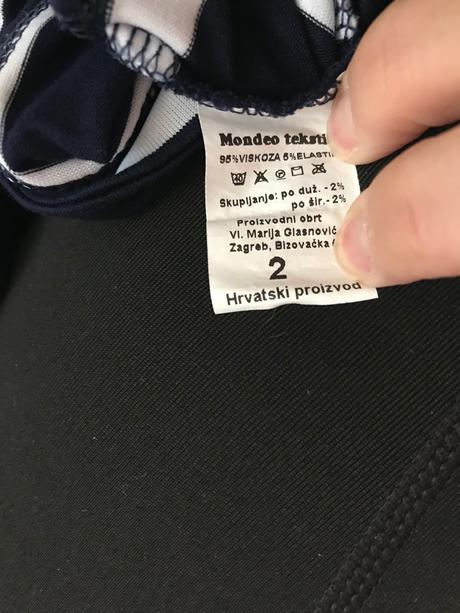 Mondeo teksti
95%VISKOZA 5%ELASTIN
Skupljanje: po duž. -2%
po šir.-2%
Proizvodni obrt
Vl. Marija Glasnović
Zagreb, Bizovačka
2
Hrvatski proizvod